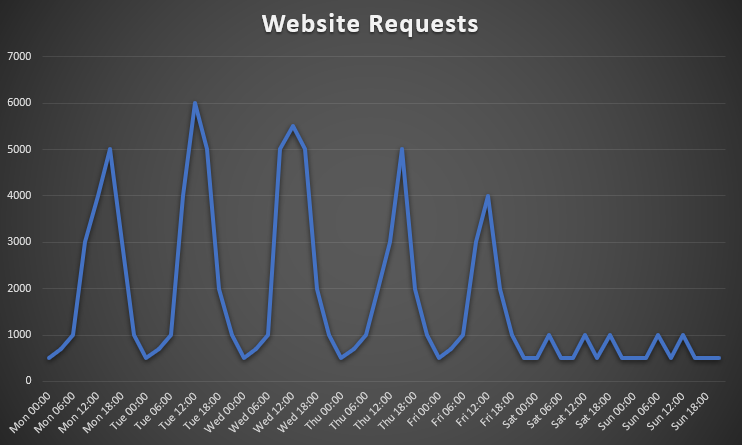 Website Requests
7000
6000
5000
4000
3000
2000
1000
0
Mon 00:00
Mon 06:00
Mon 12:00
Mon 18:00
Tue 00:00
Tue 06:00
Tue 12:00
Tue 18:00
Wed 00:00
Wed 06:00
Wed 12:00
Wed 18:00
Thu 00:00
Thu 06:00
Thu 12:00
Thu 18:00
Fri 00:00
Fri 06:00
Fri 12:00
Fri 18:00
Sat 00:00
Sat 06:00
Sat 12:00
Sat 18:00
Sun 00:00
Sun 06:00
Sun 12:00
Sun 18:00